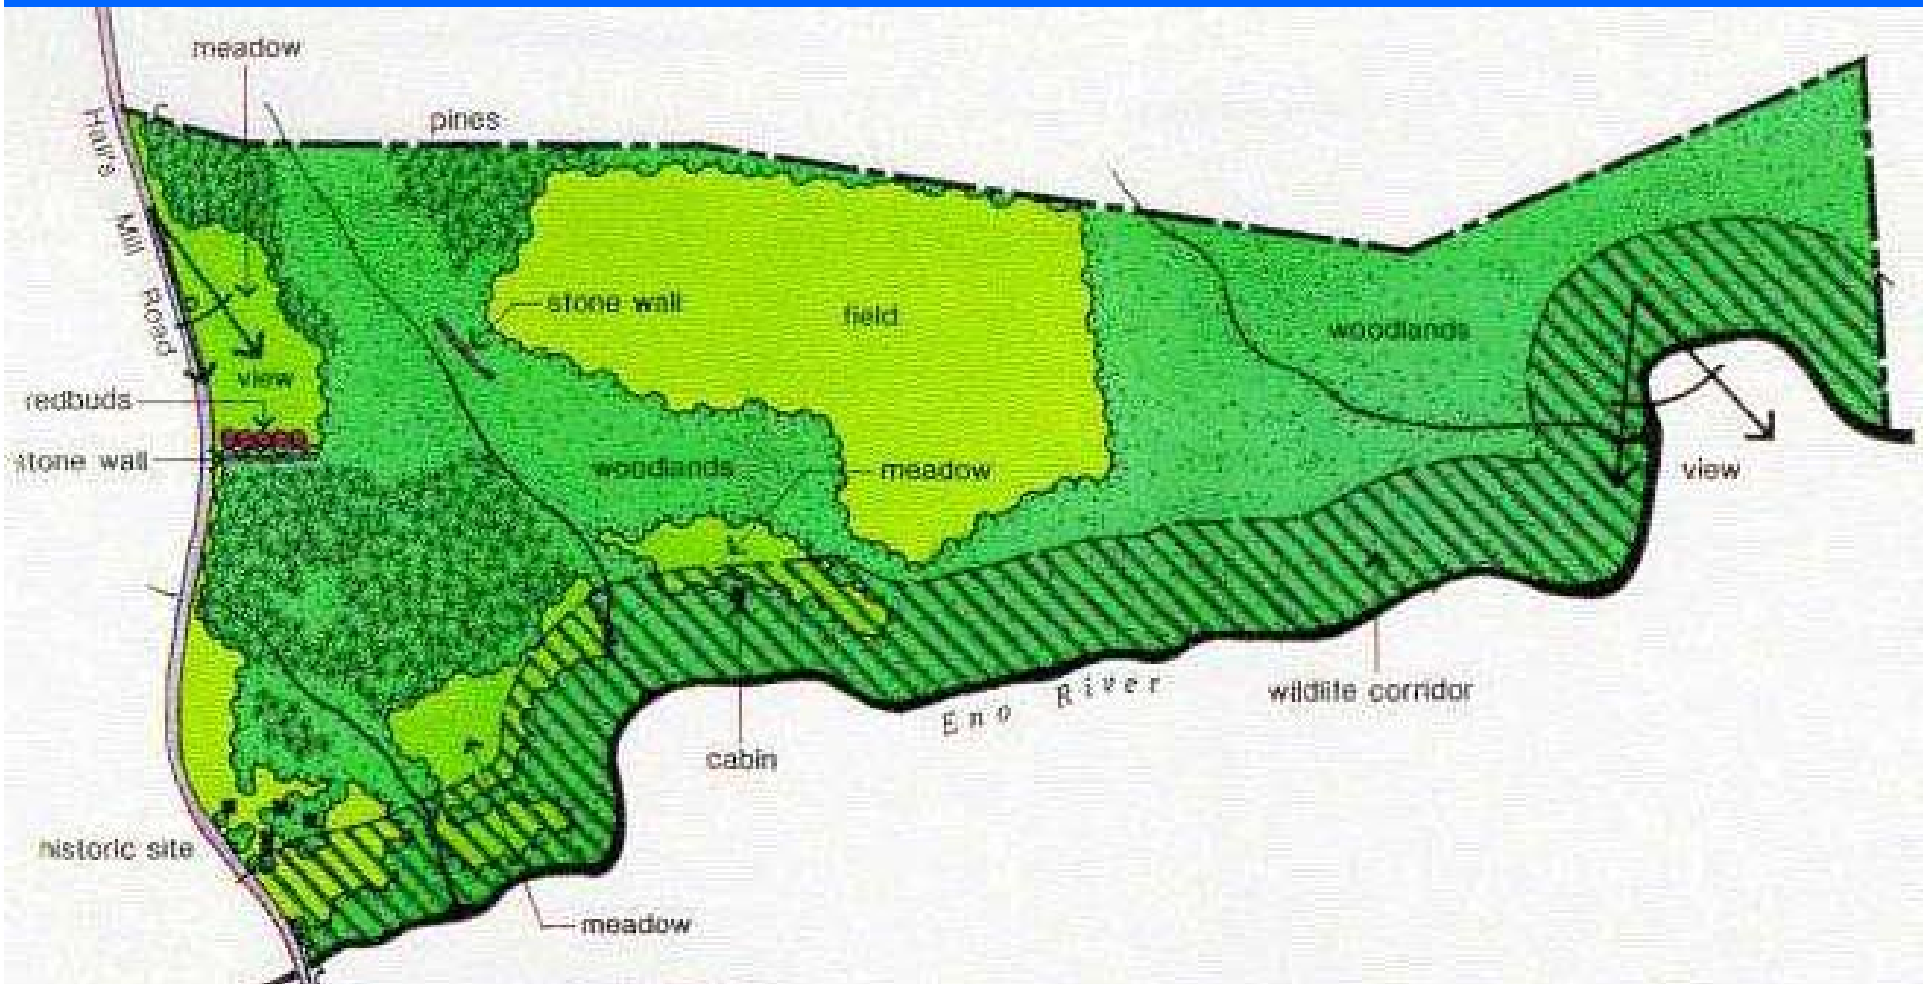 meadow
pines
Hall's Mill Road
stone wall
field
woodlands
view
redbuds
stone wall
woodlands
meadow
view
wildlife corridor
Eno River
cabin
historic site
meadow